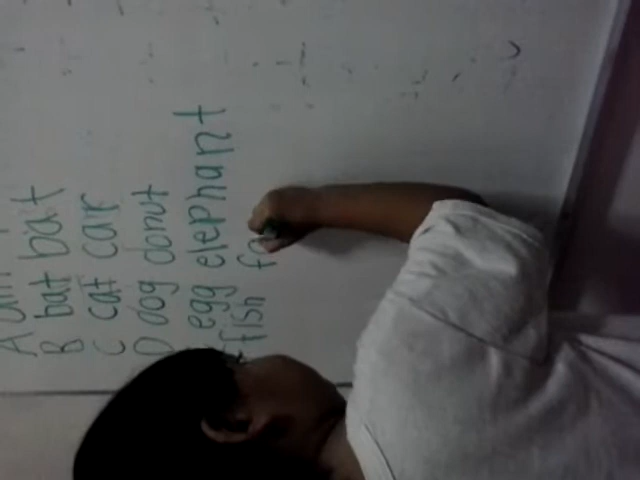 A
B bat bat
C cat car
D dog donut
egg elephant
fish fo